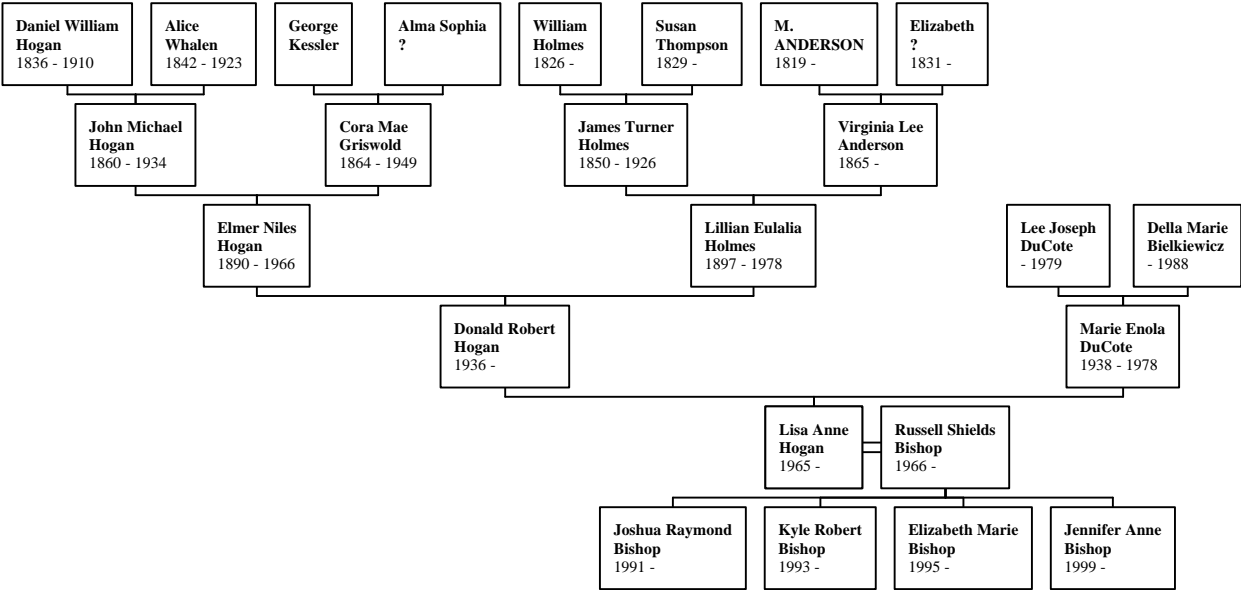 Daniel William
Hogan
1836 - 1910
Alice
Whalen
1842 - 1923
George
Kessler
Alma Sophia
?
William
Holmes
1826 -
Susan
Thompson
1829 -
M.
ANDERSON
1819 -
Elizabeth
?
1831 -
John Michael
Hogan
1860 - 1934
Cora Mae
Griswold
1864 - 1949
James Turner
Holmes
1850 - 1926
Virginia Lee
Anderson
1865 -
Elmer Niles
Hogan
1890 - 1966
Lillian Eulalia
Holmes
1897 - 1978
Lee Joseph
DuCote
- 1979
Della Marie
Bielkiewicz
- 1988
Donald Robert
Hogan
1936 -
Marie Enola
DuCote
1938 - 1978
Lisa Anne
Hogan
1965 -
Russell Shields
Bishop
1966 -
Joshua Raymond
Bishop
1991 -
Kyle Robert
Bishop
1993 -
Elizabeth Marie
Bishop
1995 -
Jennifer Anne
Bishop
1999 -